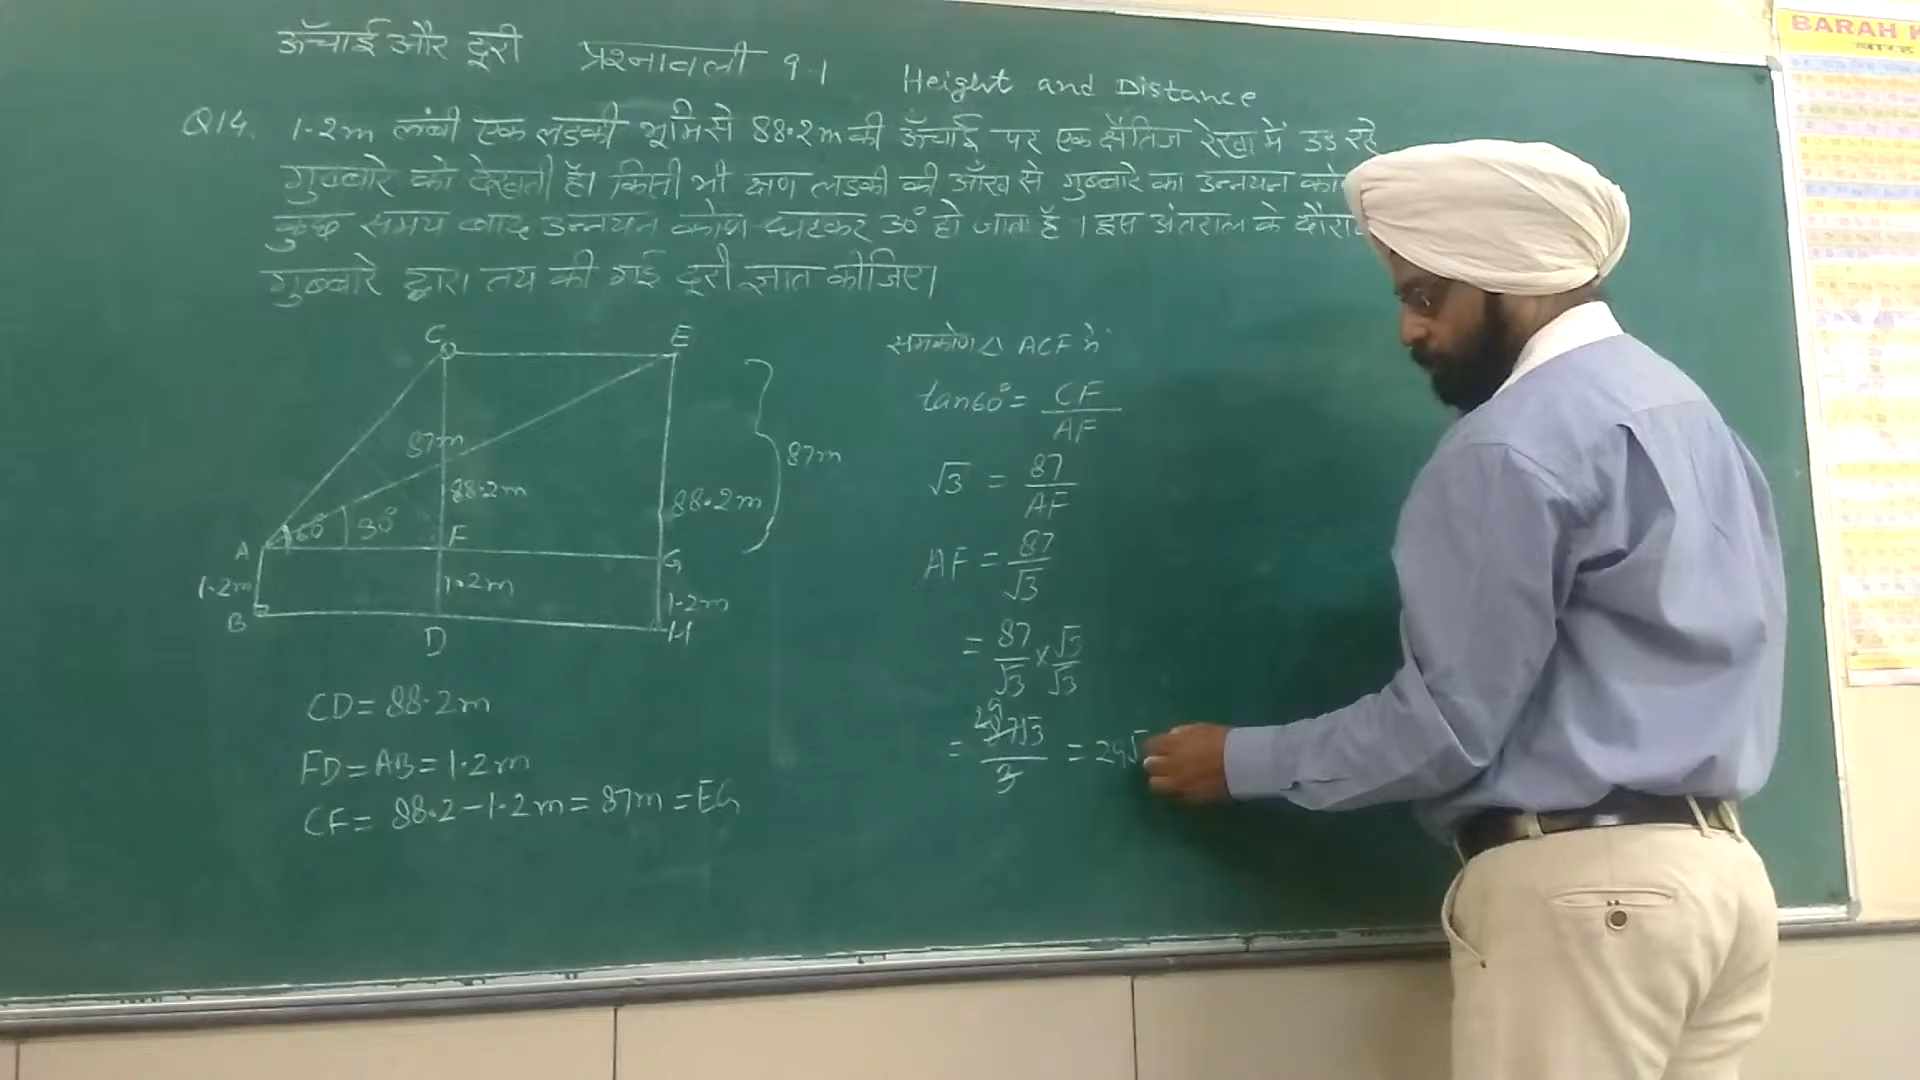 ऊँचाई और दूरी प्रश्नावली 9.1 Height and Distance
Q14. 1.2m लंबी एक लड़की भूमि से 88.2m की ऊँचाई पर एक क्षैतिज रेखा में उड़ रहे
गुब्बारे को देखती है। किसी भी क्षण लड़की की आँख से गुब्बारे का उन्नयन
कुछ समय बाद उन्नयन कोण घटकर 30° हो जाता है । इस अंतराल के
गुब्बारे द्वारा तय की गई दूरी ज्ञात कीजिए।
C E
87m
88.2m
88.2m
87m
A 60° 30° F G
1.2m 1.2m 1.2m
B D H
CD = 88.2m
FD = AB = 1.2m
CF = 88.2 - 1.2m = 87m = EG
समकोण △ ACF में
tan60° = CF/AF
√3 = 87/AF
AF = 87/√3
= 87/√3 × √3/√3
= 87√3/3 = 29√
29
BARAH K